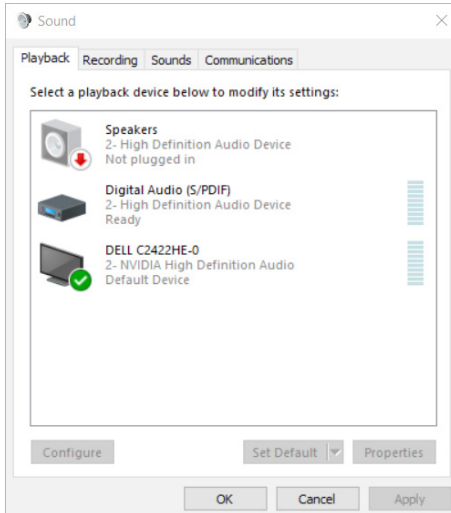 Sound
Playback Recording Sounds Communications
Select a playback device below to modify its settings:
Speakers
2- High Definition Audio Device
Not plugged in
Digital Audio (S/PDIF)
2- High Definition Audio Device
Ready
DELL C2422HE-0
2- NVIDIA High Definition Audio
Default Device
Configure Set Default Properties
OK Cancel Apply